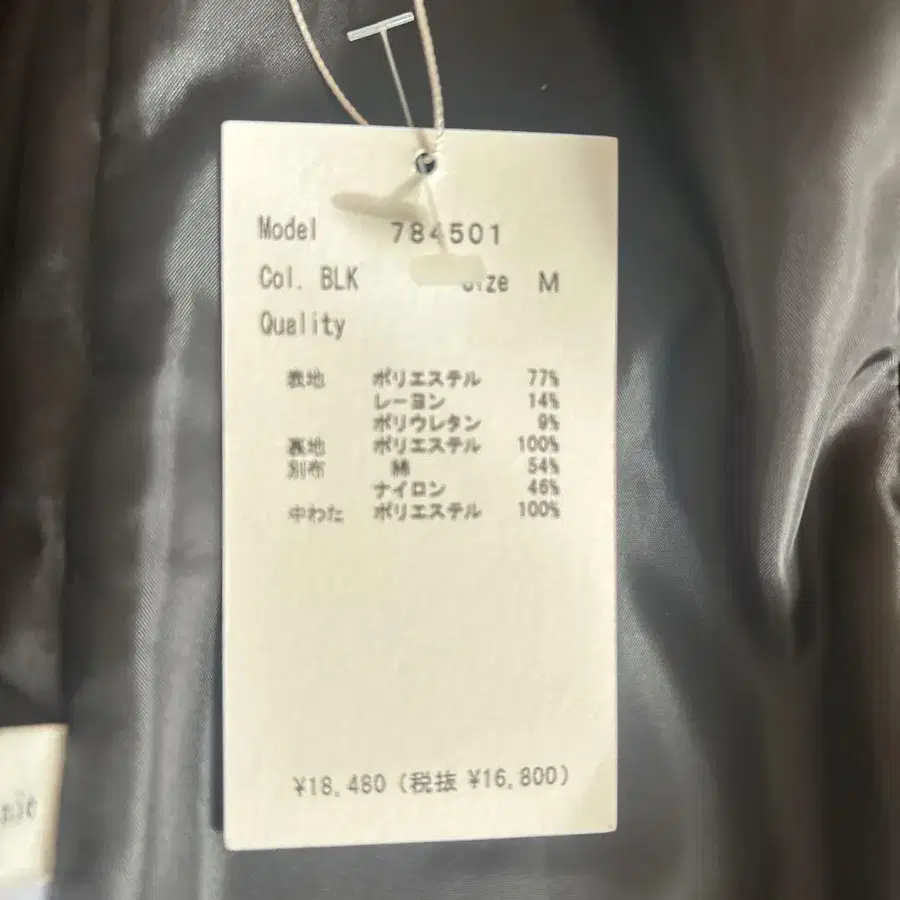 Model 784501
Col. BLK Size M
Quality
表地 ポリエステル 77%
レーヨン 14%
ポリウレタン 9%
裏地 ポリエステル 100%
別布 綿 54%
ナイロン 46%
中わた ポリエステル 100%
¥18,480(税抜 ¥16,800)